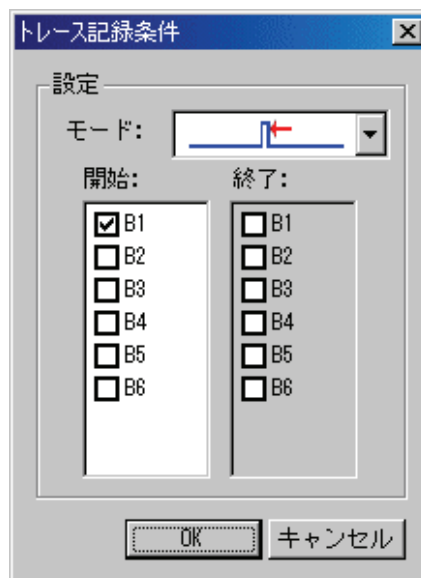 トレース記録条件
設定
モード:
開始: 終了:
B1 B1
B2 B2
B3 B3
B4 B4
B5 B5
B6 B6
OK キャンセル